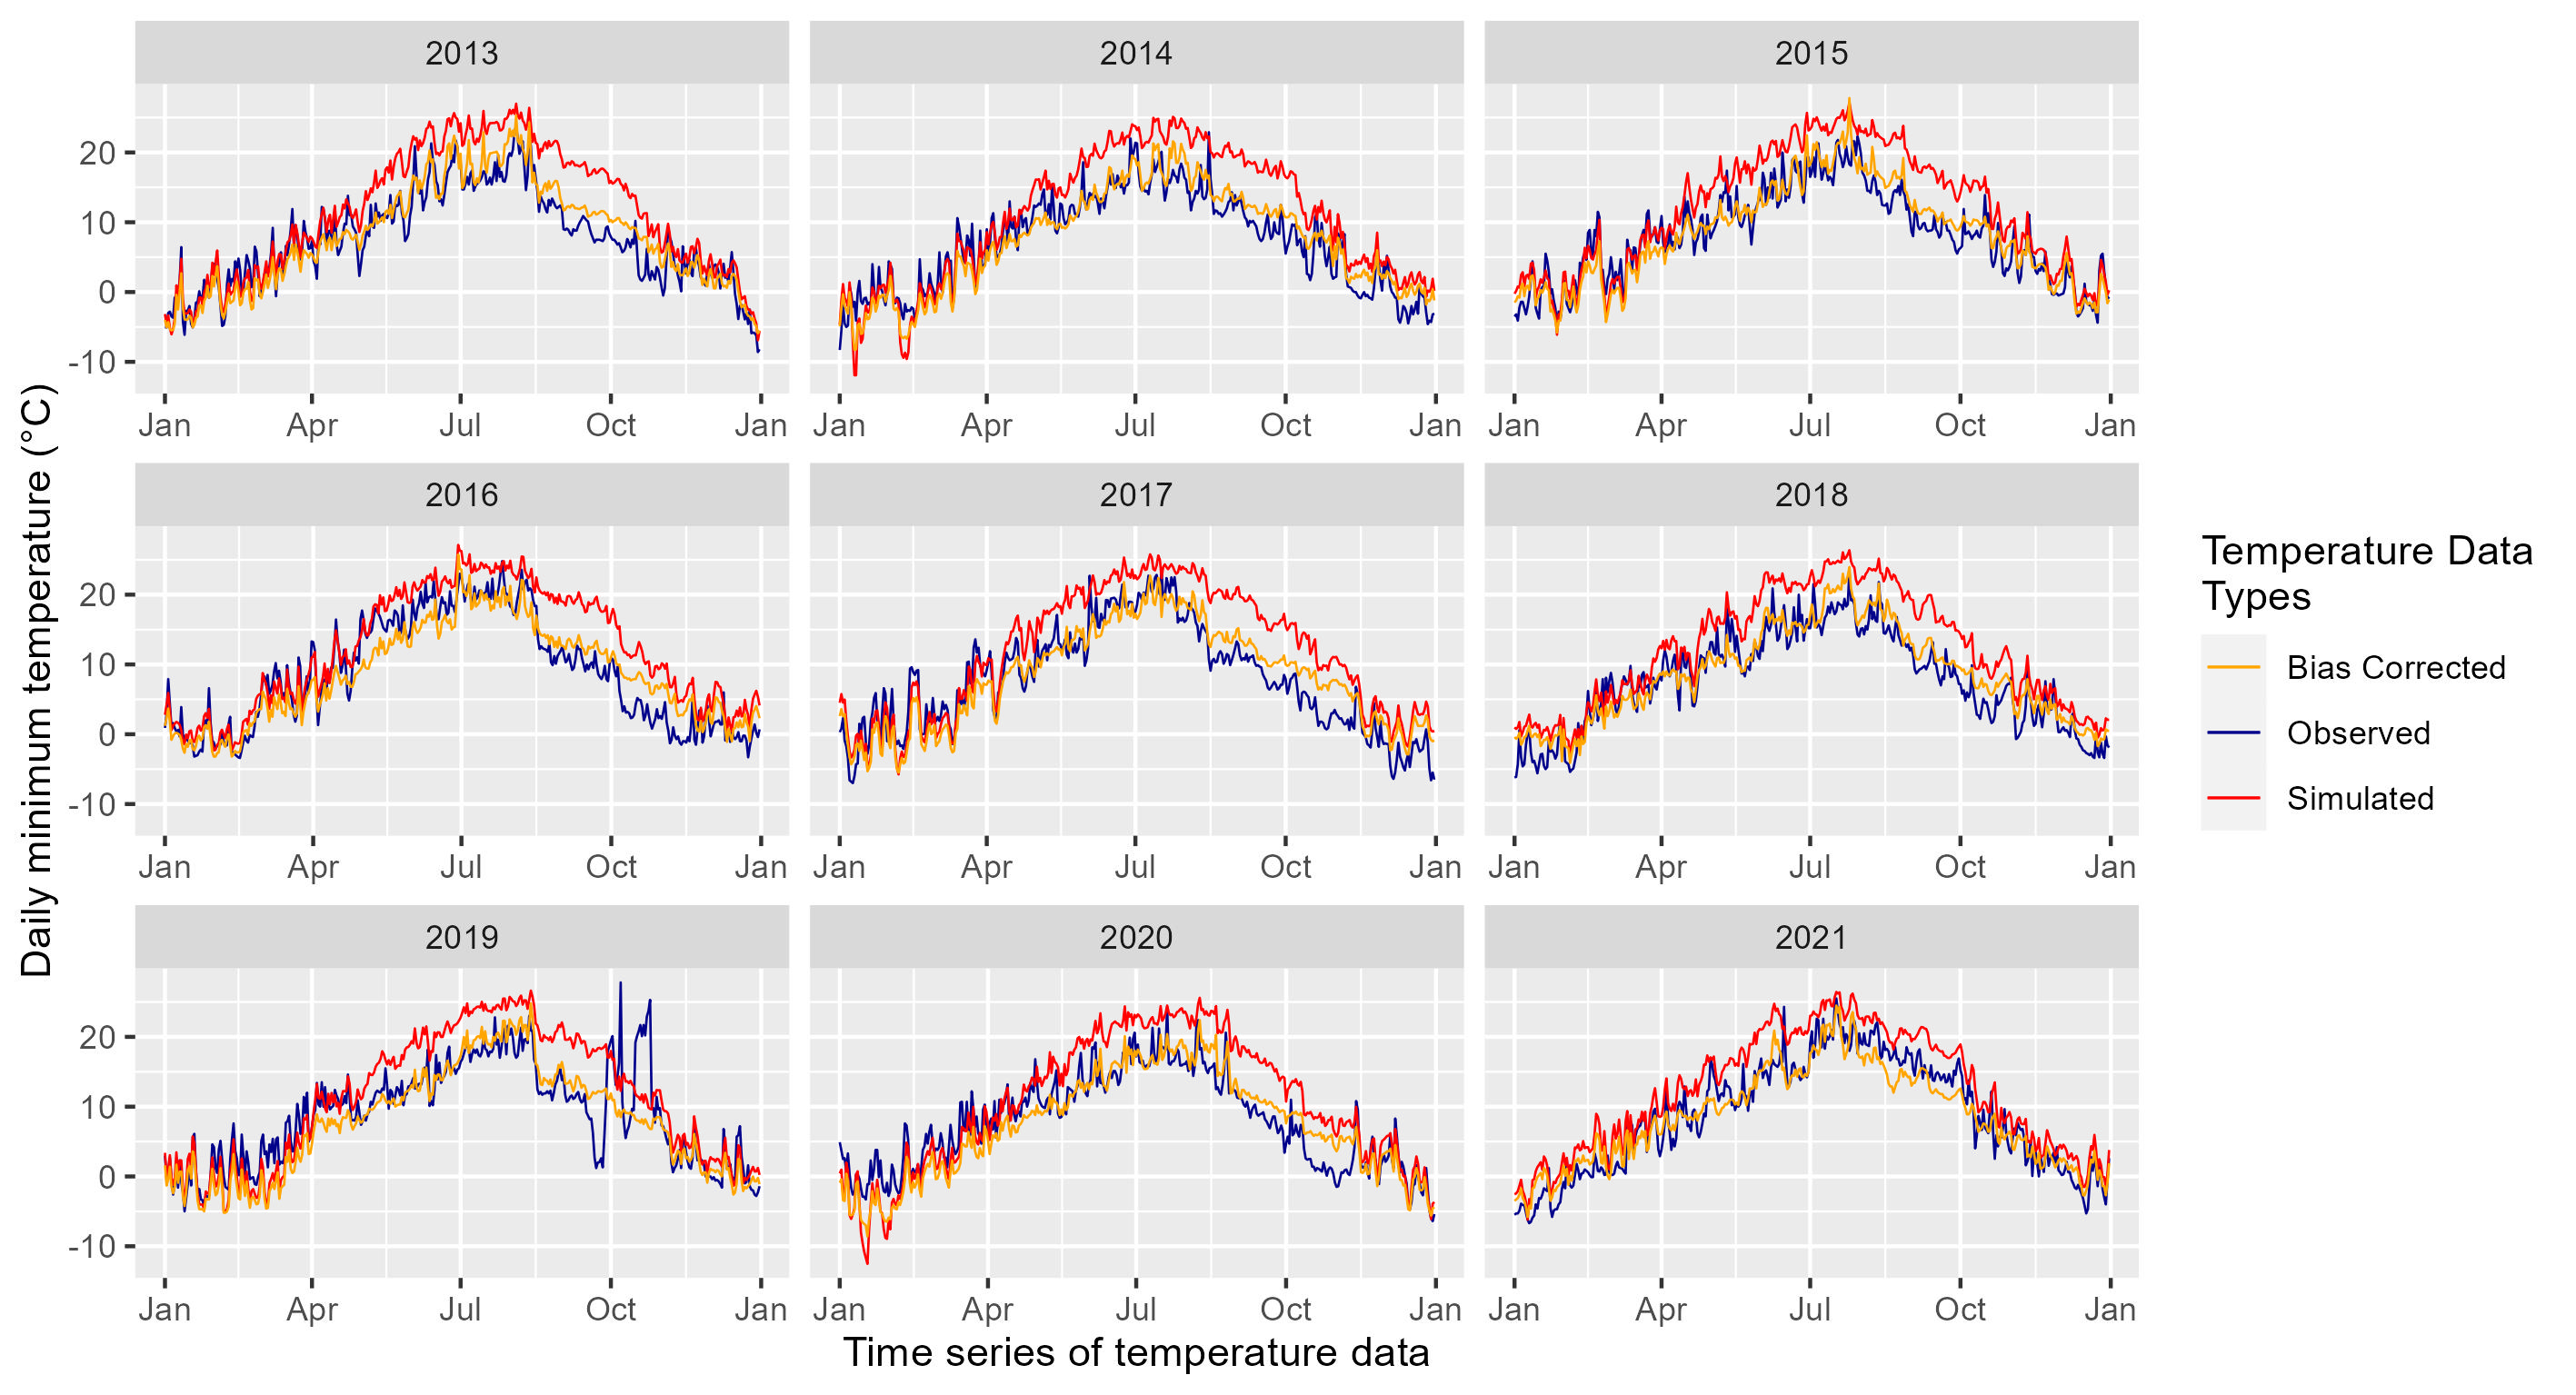 2013
2014
2015
20
10
0
-10
Jan Apr Jul Oct Jan
Jan Apr Jul Oct Jan
Jan Apr Jul Oct Jan
2016
2017
2018
20
10
0
-10
Jan Apr Jul Oct Jan
Jan Apr Jul Oct Jan
Jan Apr Jul Oct Jan
2019
2020
2021
20
10
0
-10
Jan Apr Jul Oct Jan
Jan Apr Jul Oct Jan
Jan Apr Jul Oct Jan
Daily minimum temperature (°C)
Time series of temperature data
Temperature Data
Types
Bias Corrected
Observed
Simulated